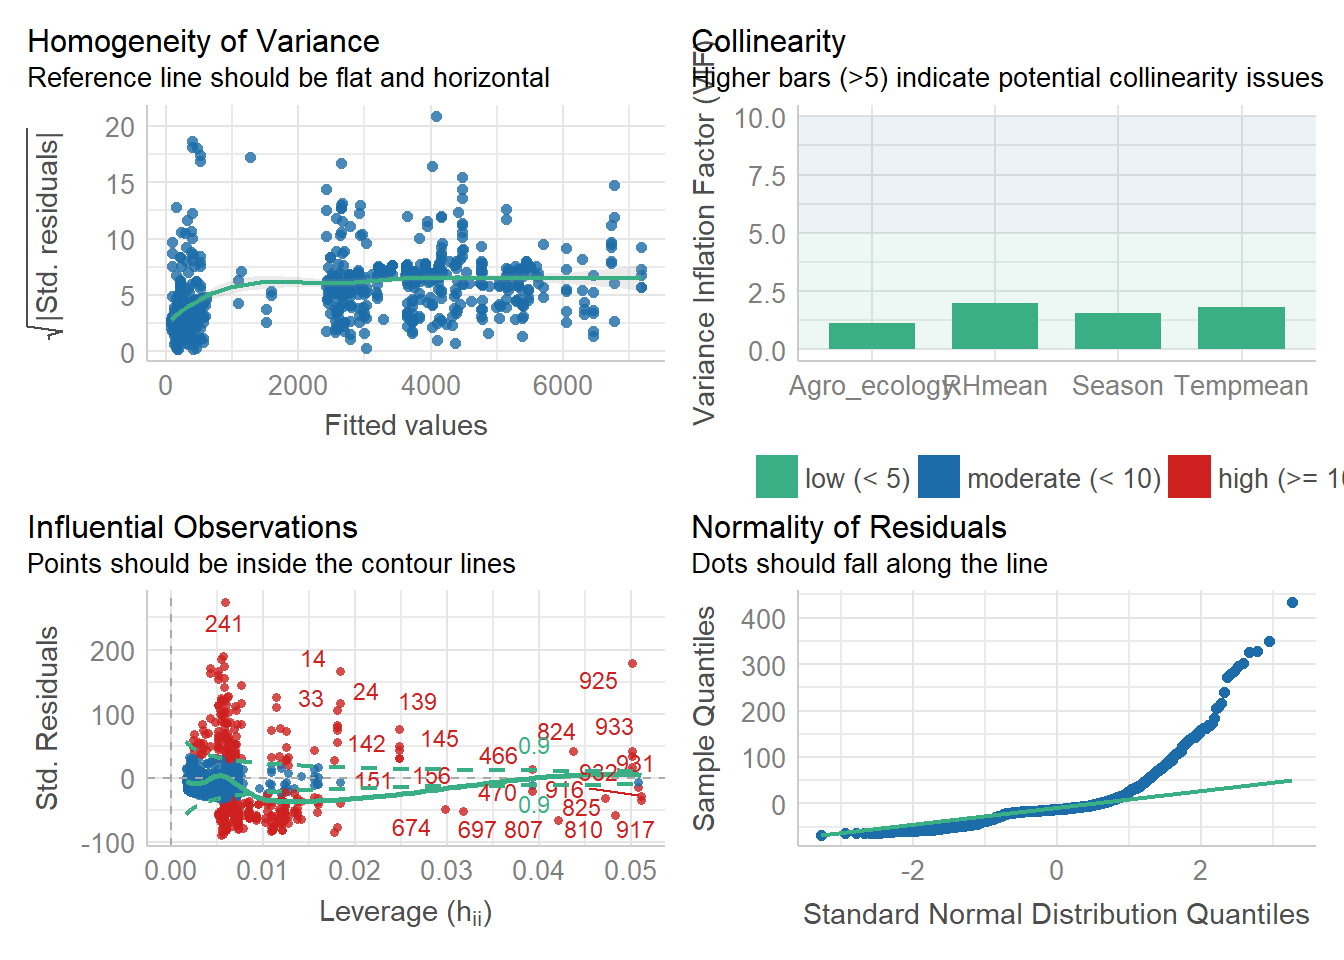 Homogeneity of Variance
Reference line should be flat and horizontal
√|Std. residuals|
20
15
10
5
0
0 2000 4000 6000
Fitted values
Collinearity
Higher bars (>5) indicate potential collinearity issues
Variance Inflation Factor (VIF)
10.0
7.5
5.0
2.5
0.0
Agro_ecology RHmean Season Tempmean
low (< 5) moderate (< 10) high (>= 10
Influential Observations
Points should be inside the contour lines
Std. Residuals
200
100
0
-100
241
14
925
33
24
139
824
933
142
145
466
0.9
931
151
156
932
470
916
0.9
825
674
697
807
810
917
0.00 0.01 0.02 0.03 0.04 0.05
Leverage (hii)
Normality of Residuals
Dots should fall along the line
Sample Quantiles
400
300
200
100
0
-2 0 2
Standard Normal Distribution Quantiles